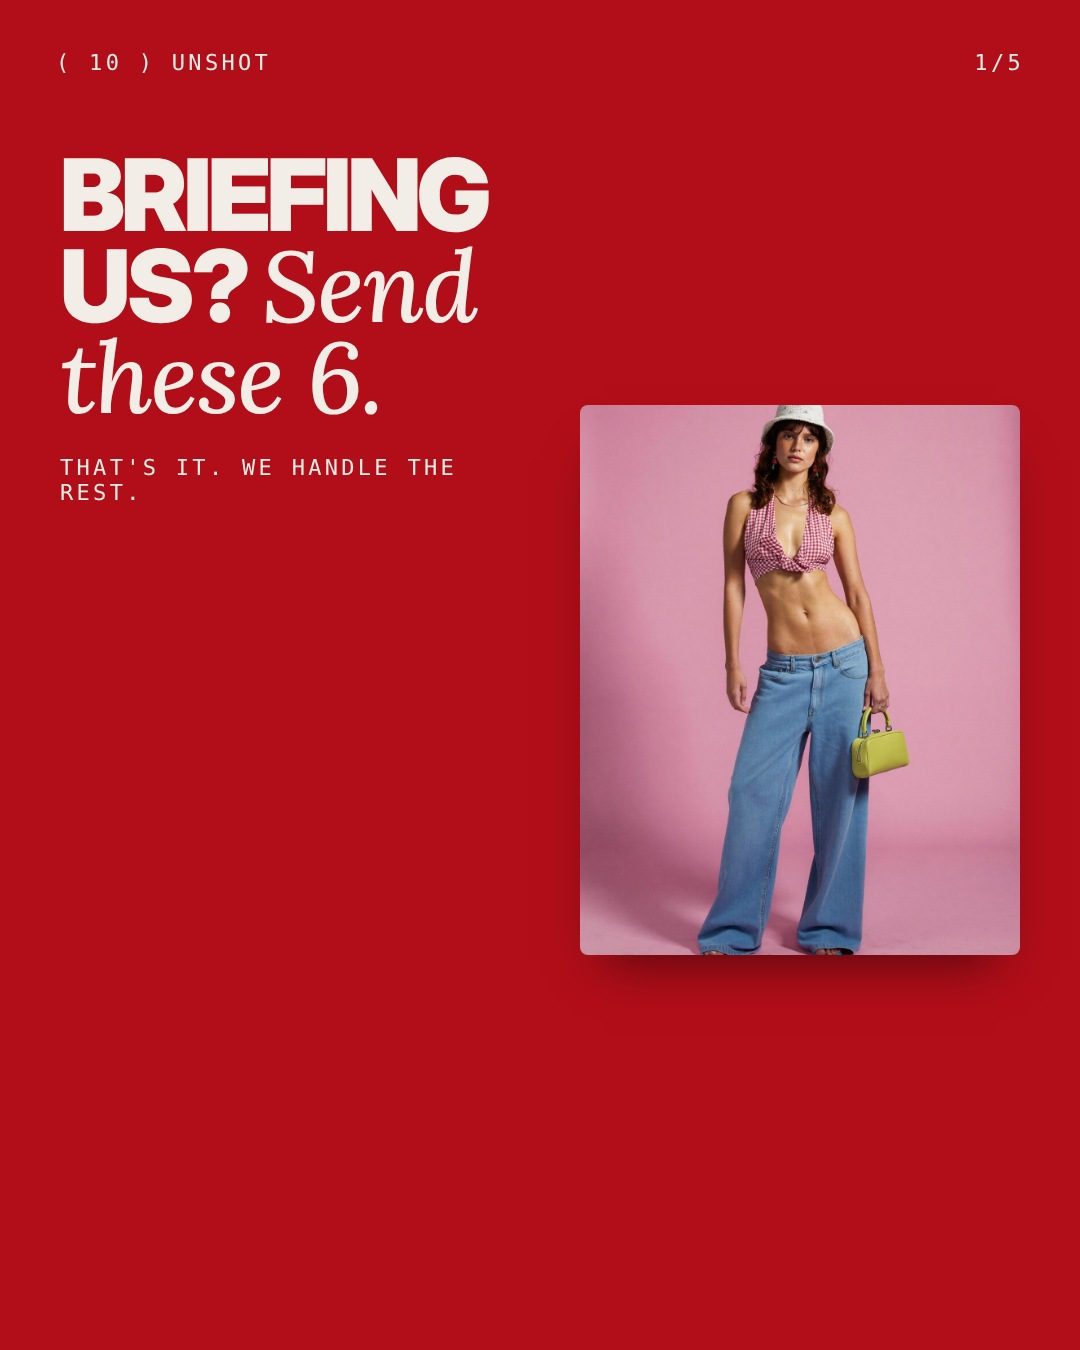 ( 10 ) UNSHOT
1/5
BRIEFING
US? Send
these 6.
THAT'S IT. WE HANDLE THE
REST.